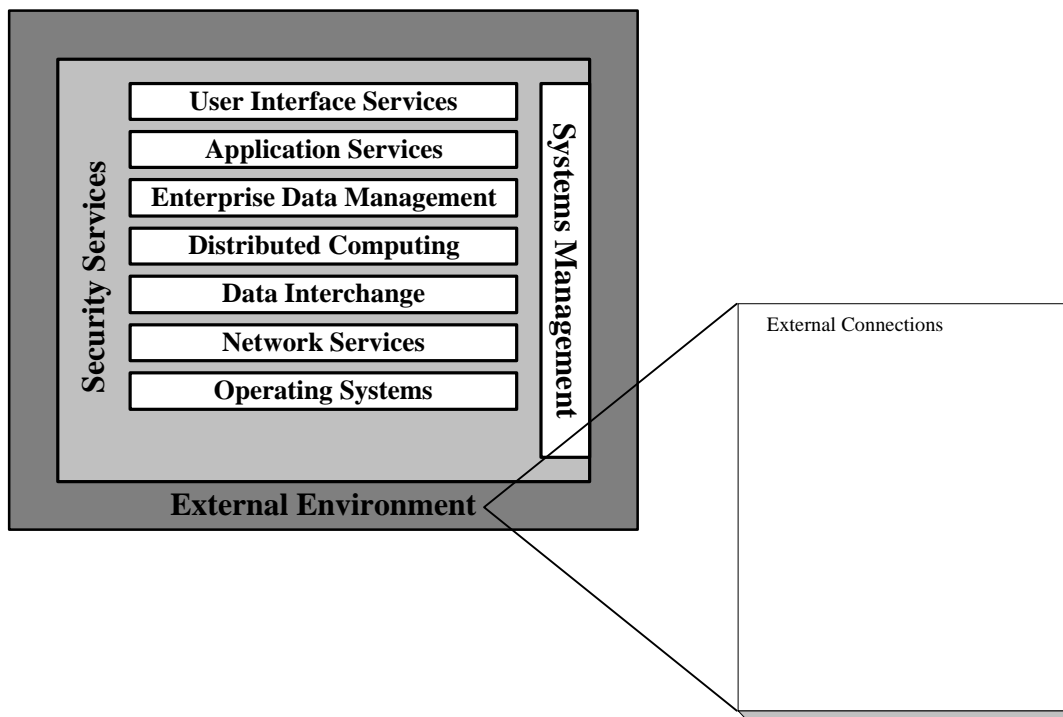 User Interface Services
Application Services
Enterprise Data Management
Distributed Computing
Data Interchange
Network Services
Operating Systems
Security Services
Systems Management
External Environment
External Connections